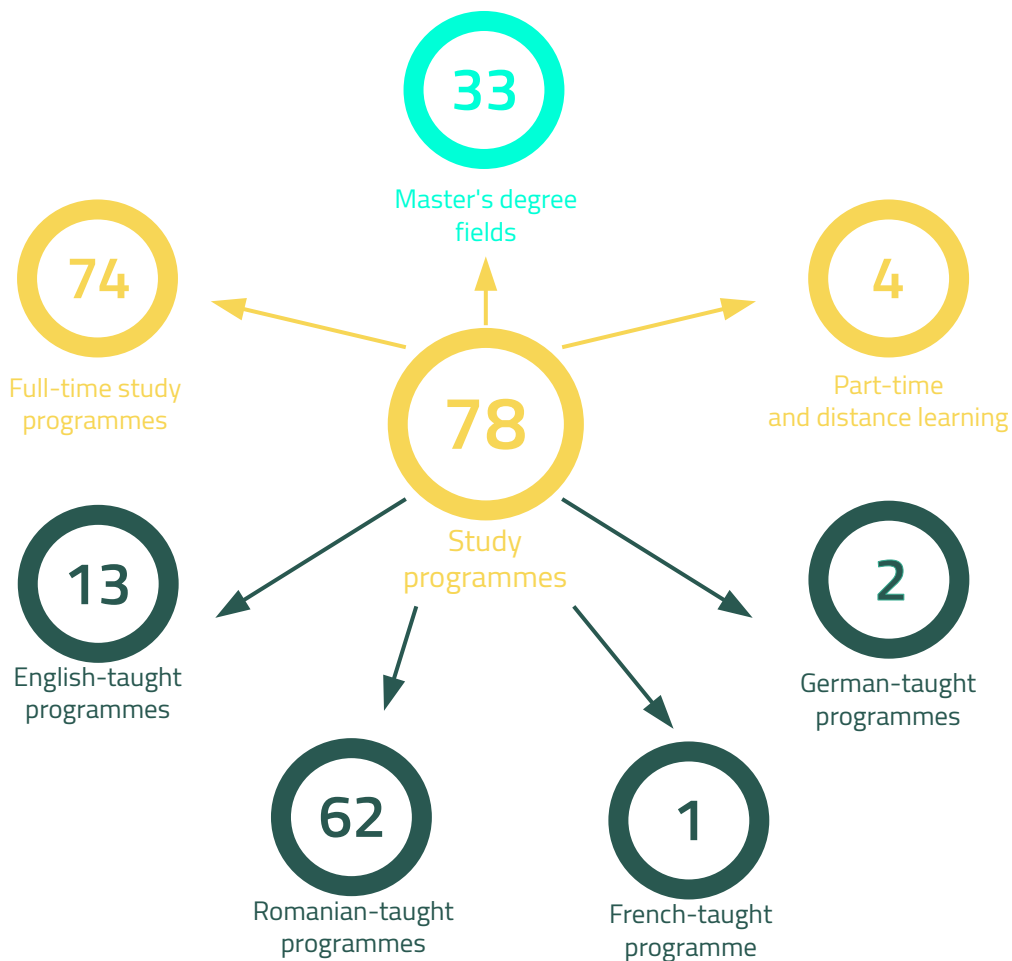 33
Master's degree
fields
74
Full-time study
programmes
4
Part-time
and distance learning
78
Study
programmes
13
English-taught
programmes
2
German-taught
programmes
62
Romanian-taught
programmes
1
French-taught
programme